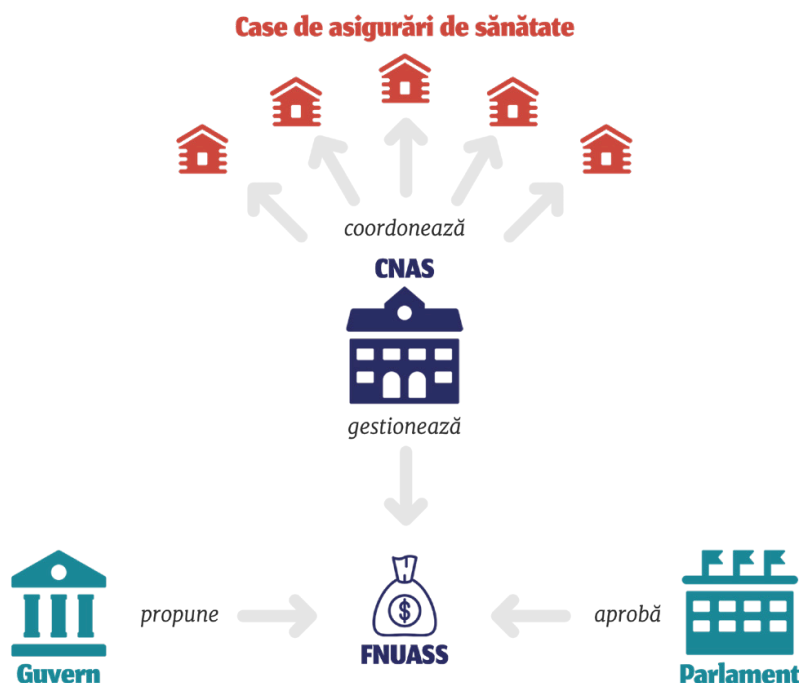 Case de asigurări de sănătate
coordonează
CNAS
gestionează
propune
$
aprobă
FNUASS
Guvern
Parlament